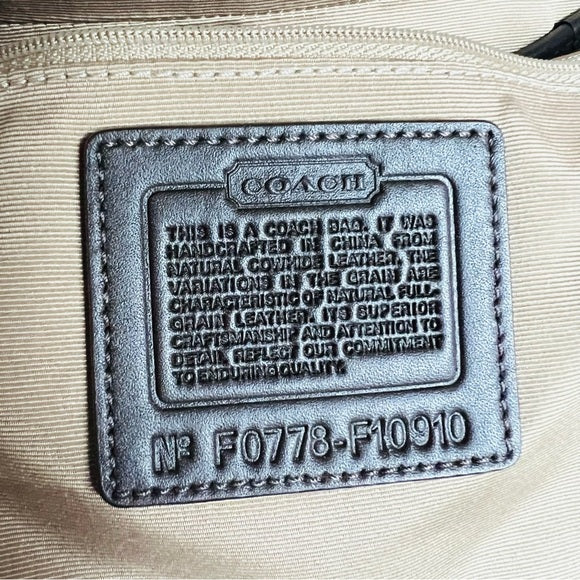 COACH
THIS IS A COACH BAG. IT WAS
HANDCRAFTED IN CHINA FROM
NATURAL COWHIDE LEATHER. THE
VARIATIONS IN THE GRAIN ARE
CHARACTERISTIC OF NATURAL FULL-
GRAIN LEATHER. ITS SUPERIOR
CRAFTSMANSHIP AND ATTENTION TO
DETAIL REFLECT OUR COMMITMENT
TO ENDURING QUALITY.
Nº F0778-F10910